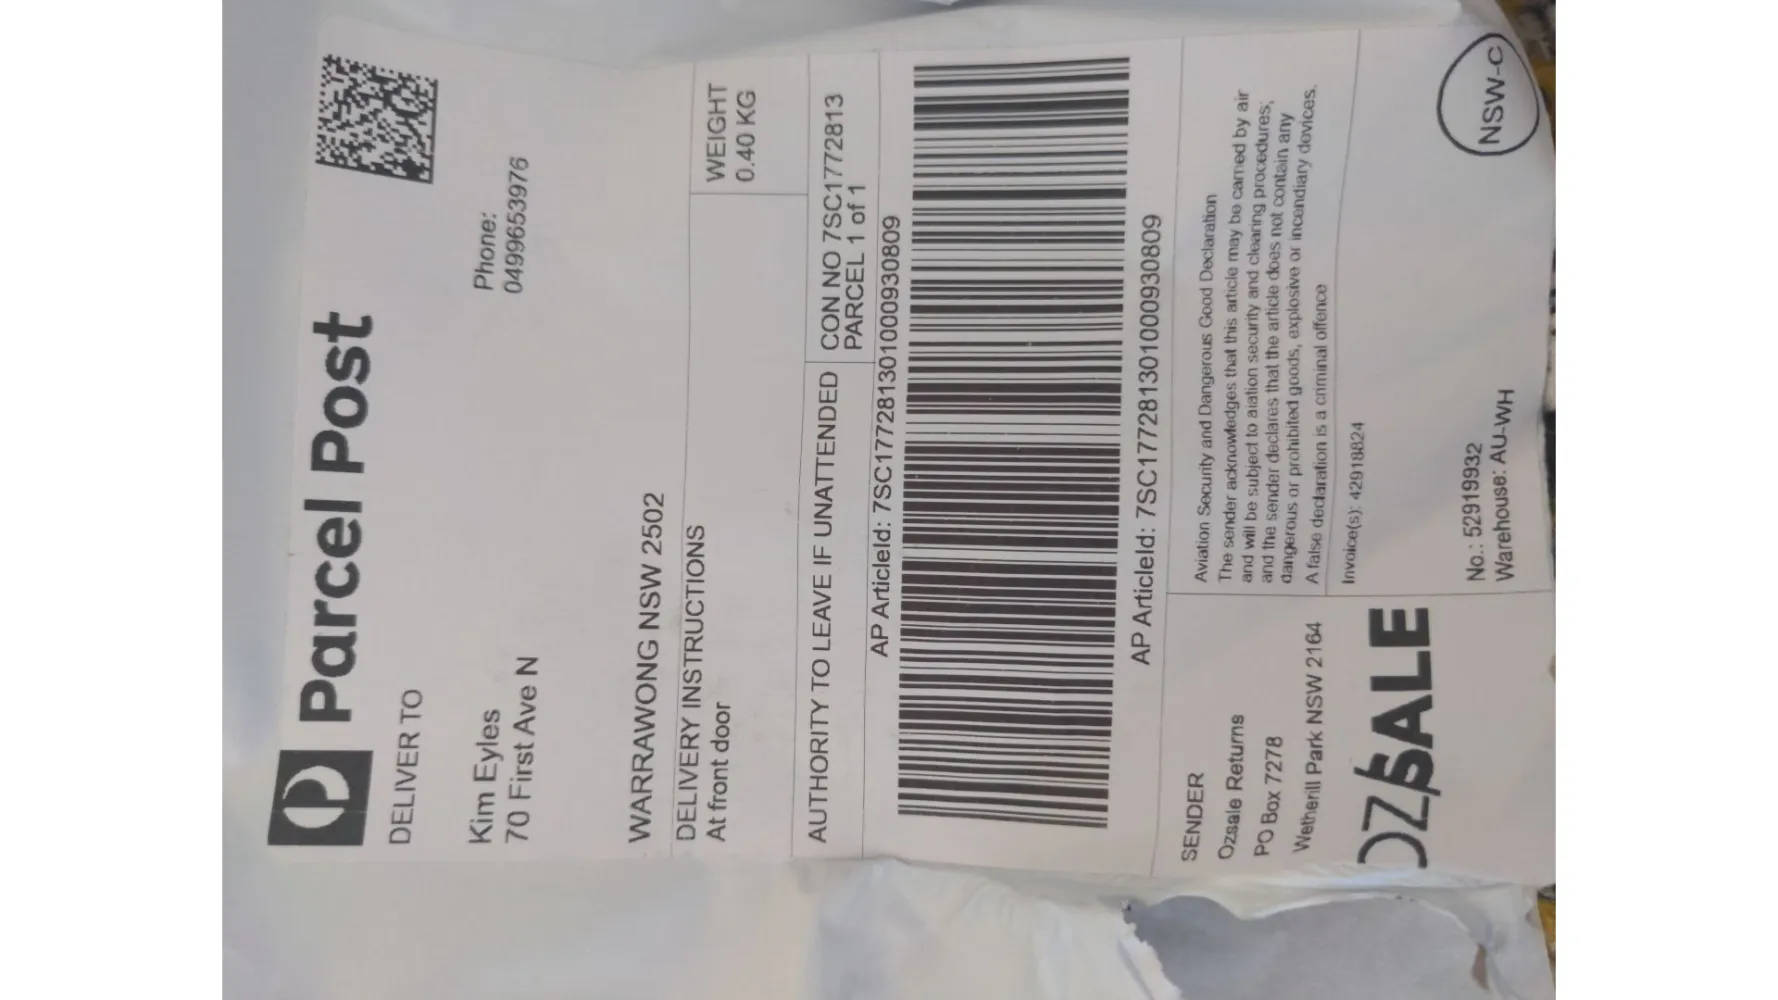 Parcel Post
DELIVER TO
Phone:
0499653976
Kim Eyles
70 First Ave N
WARRAWONG NSW 2502
DELIVERY INSTRUCTIONS
At front door
WEIGHT
0.40 KG
AUTHORITY TO LEAVE IF UNATTENDED
CON NO 7SC1772813
PARCEL 1 of 1
AP ArticleId: 7SC177281301000930809
AP ArticleId: 7SC177281301000930809
SENDER
Ozsale Returns
PO Box 7278
Wetherill Park NSW 2164
OZSALE
Aviation Security and Dangerous Good Declaration
The sender acknowledges that this article may be carried by air
and will be subject to aiation security and clearing procedures;
and the sender declares that the article does not contain any
dangerous or prohibited goods, explosive or incendiary devices.
A false declaration is a criminal offence
Invoice(s): 42918824
No.: 52919932
Warehouse: AU-WH
NSW-C